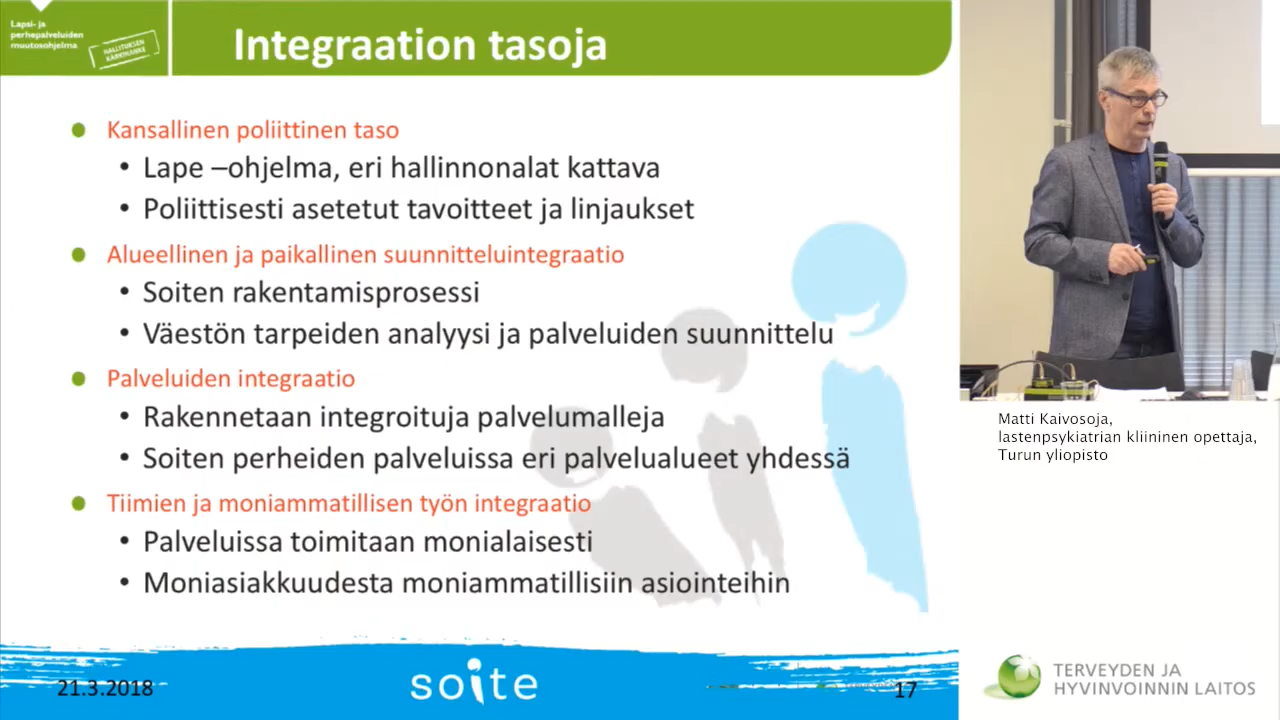 Lapsi- ja
perhepalveluiden
muutosohjelma
HALLITUKSEN
KÄRKIHANKE
Integraation tasoja
Kansallinen poliittinen taso
• Lape –ohjelma, eri hallinnonalat kattava
• Poliittisesti asetetut tavoitteet ja linjaukset
Alueellinen ja paikallinen suunnitteluintegraatio
• Soiten rakentamisprosessi
• Väestön tarpeiden analyysi ja palveluiden suunnittelu
Palveluiden integraatio
• Rakennetaan integroituja palvelumalleja
• Soiten perheiden palveluissa eri palvelualueet yhdessä
Tiimien ja moniammatillisen työn integraatio
• Palveluissa toimitaan monialaisesti
• Moniasiakkuudesta moniammatillisiin asiointeihin
21.3.2018
soite
17
Matti Kaivosoja,
lastenpsykiatrian kliininen opettaja,
Turun yliopisto
TERVEYDEN JA
HYVINVOINNIN LAITOS